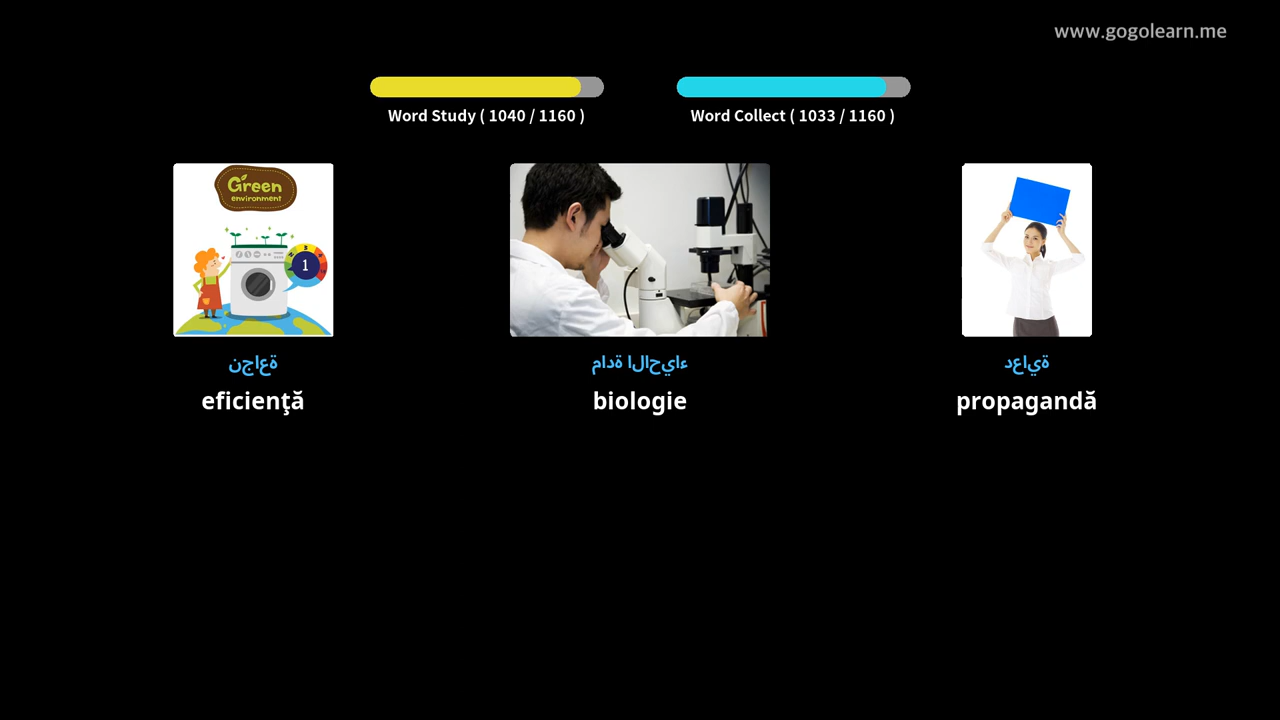 www.gogolearn.me
Word Study ( 1040 / 1160 )
Word Collect ( 1033 / 1160 )
Green
environment
1
نجاعة
eficienţă
مادة الاحياء
biologie
دعاية
propagandă